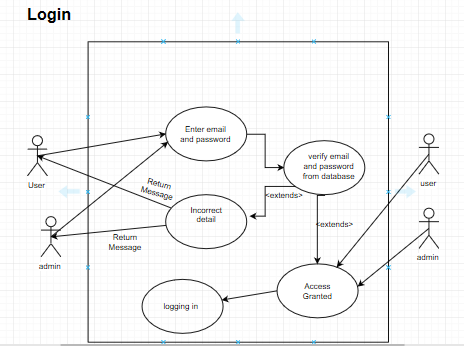 Login
Enter email
and password
verify email
and password
from database
User
user
Return
Message
<extends>
Incorrect
detail
<extends>
Return
Message
admin
admin
Access
Granted
logging in